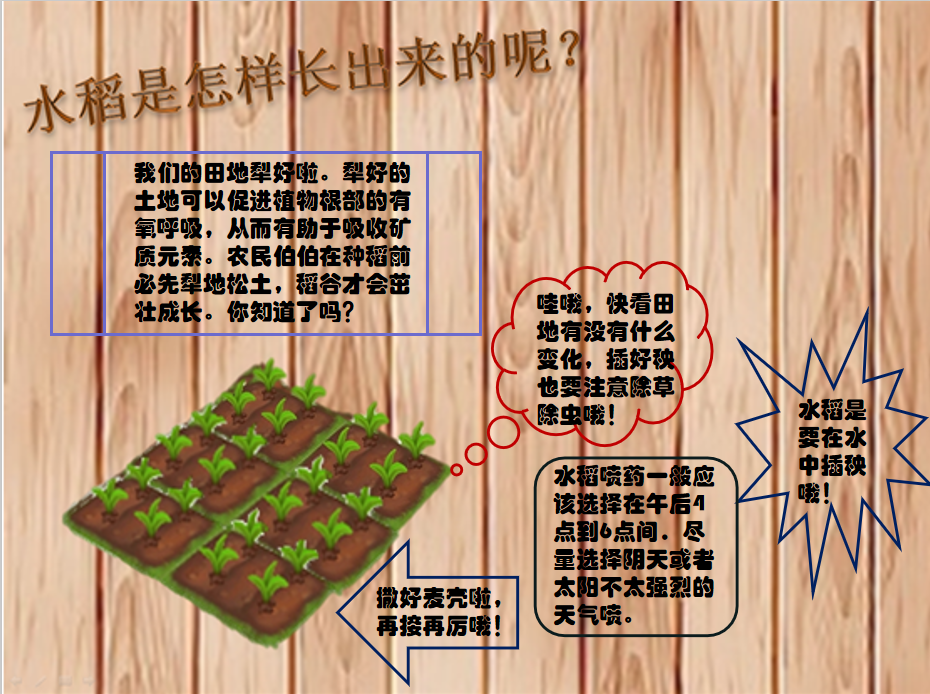 水稻是怎样长出来的呢？
我们的田地犁好啦。犁好的
土地可以促进植物根部的有
氧呼吸，从而有助于吸收矿
质元素。农民伯伯在种稻前
必先犁地松土，稻谷才会茁
壮成长。你知道了吗？
哇哦，快看田
地有没有什么
变化，插好秧
也要注意除草
除虫哦！
水稻是
要在水
中插秧
哦！
水稻喷药一般应
该选择在午后4
点到6点间．尽
量选择阴天或者
太阳不太强烈的
天气喷。
撒好麦壳啦，
再接再厉哦！